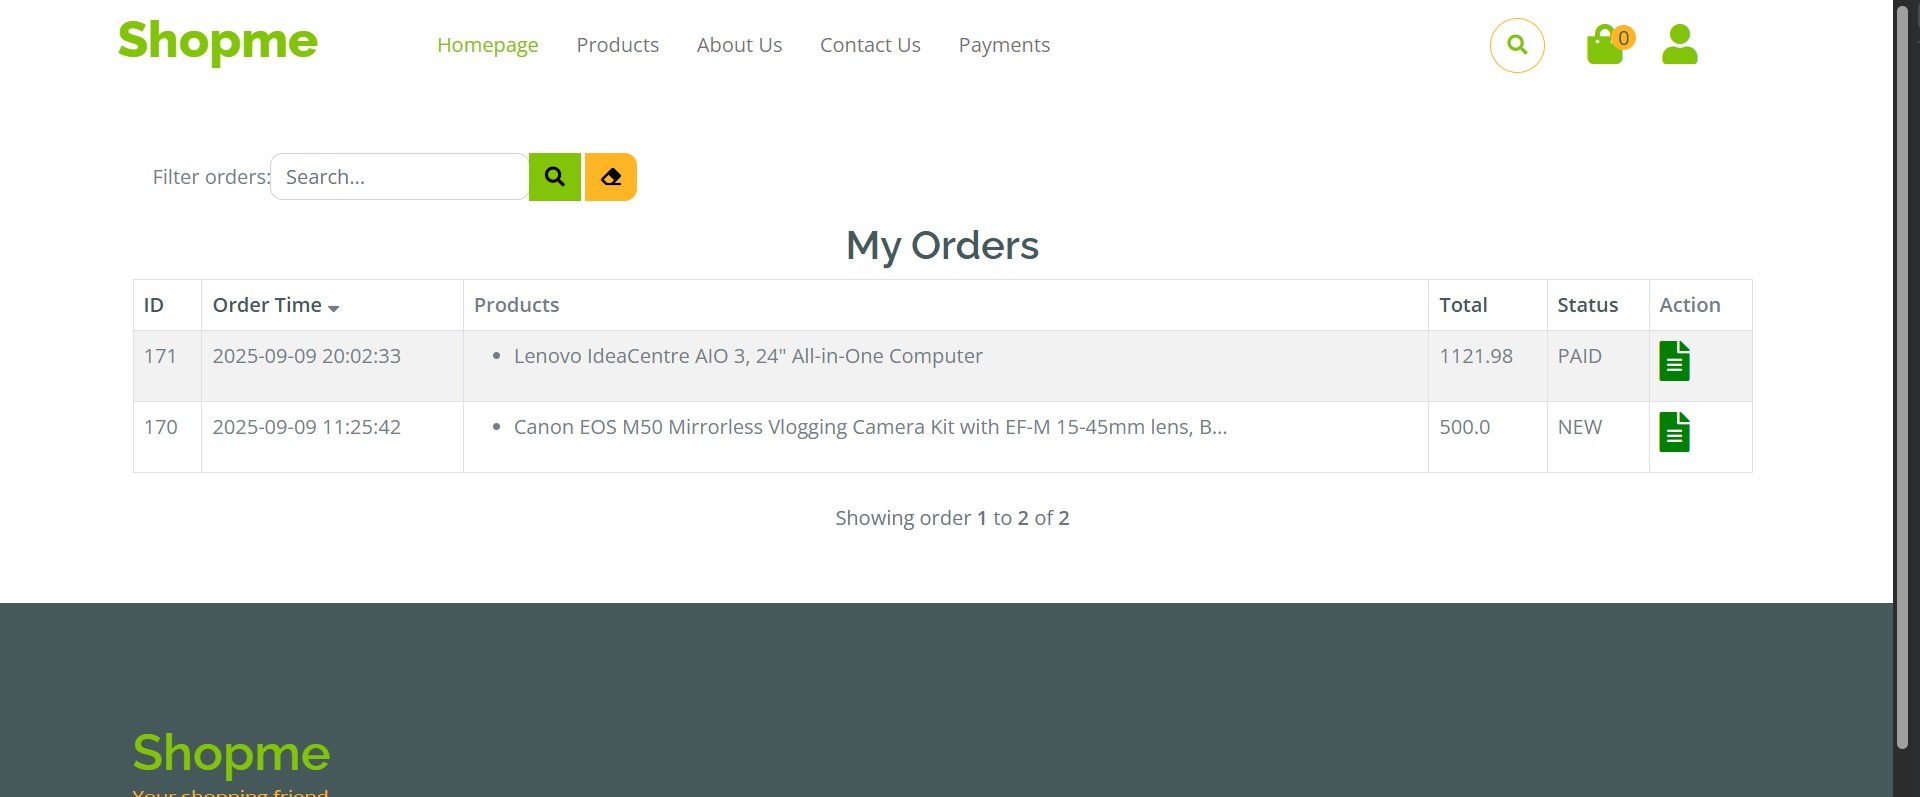 Shopme
Homepage Products About Us Contact Us Payments
0
Filter orders: Search...
My Orders
ID Order Time Products Total Status Action
171 2025-09-09 20:02:33 Lenovo IdeaCentre AIO 3, 24" All-in-One Computer 1121.98 PAID
170 2025-09-09 11:25:42 Canon EOS M50 Mirrorless Vlogging Camera Kit with EF-M 15-45mm lens, B... 500.0 NEW
Showing order 1 to 2 of 2
Shopme
Your shopping friend